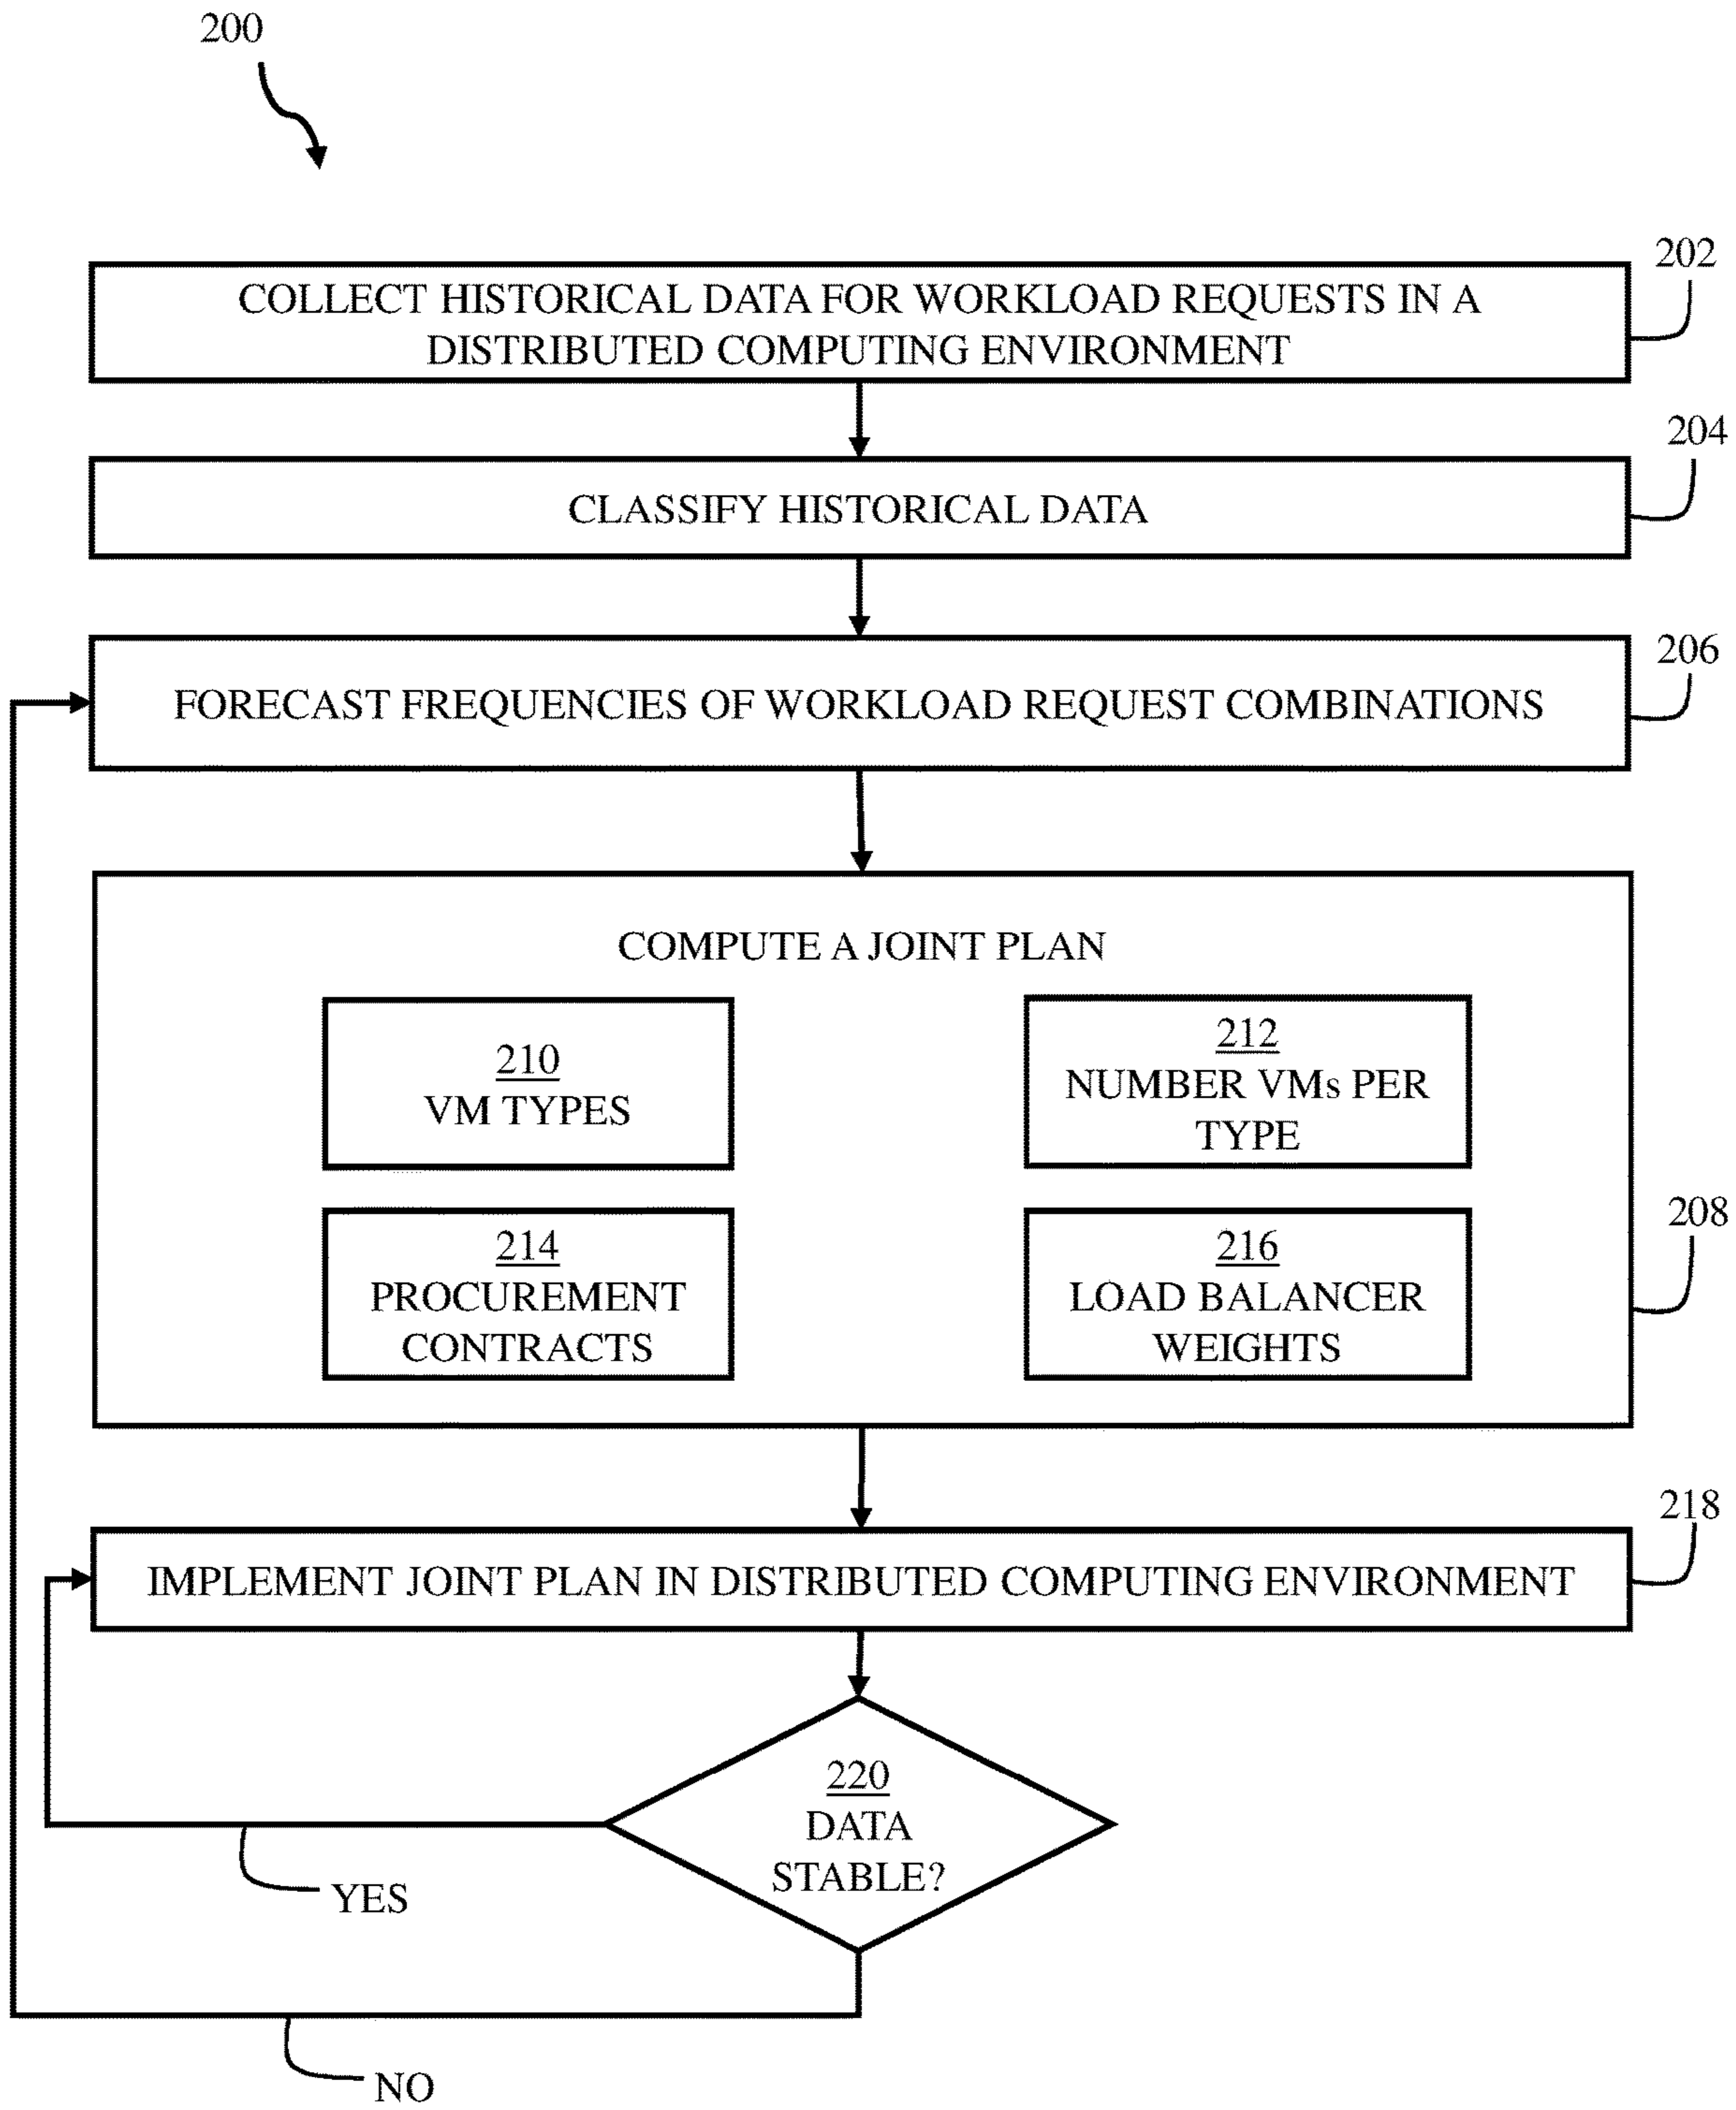 200
202
COLLECT HISTORICAL DATA FOR WORKLOAD REQUESTS IN A
DISTRIBUTED COMPUTING ENVIRONMENT
204
CLASSIFY HISTORICAL DATA
206
FORECAST FREQUENCIES OF WORKLOAD REQUEST COMBINATIONS
COMPUTE A JOINT PLAN
210
VM TYPES
212
NUMBER VMs PER
TYPE
214
PROCUREMENT
CONTRACTS
216
LOAD BALANCER
WEIGHTS
208
218
IMPLEMENT JOINT PLAN IN DISTRIBUTED COMPUTING ENVIRONMENT
220
DATA
STABLE?
YES
NO